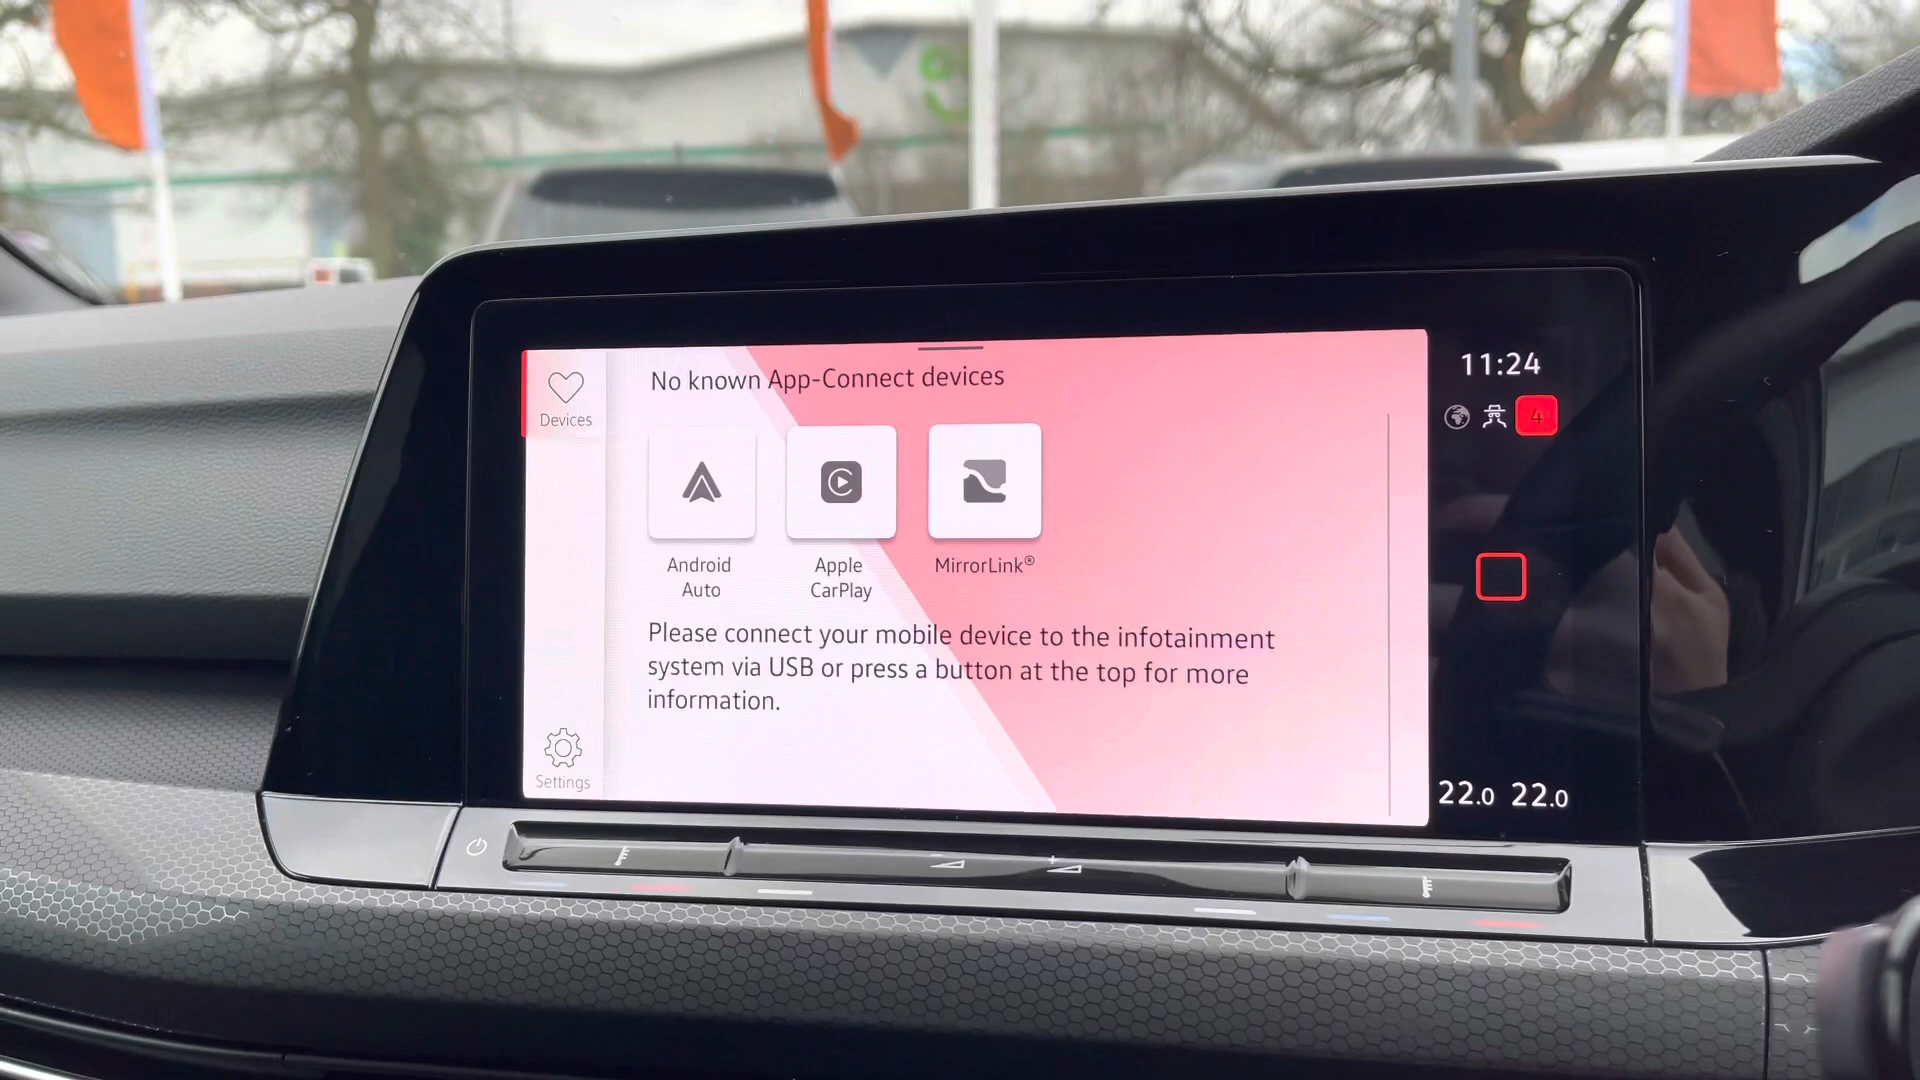 No known App-Connect devices
11:24
Devices
4
Android
Auto
Apple
CarPlay
MirrorLink®
Please connect your mobile device to the infotainment
system via USB or press a button at the top for more
information.
Settings
22.0 22.0